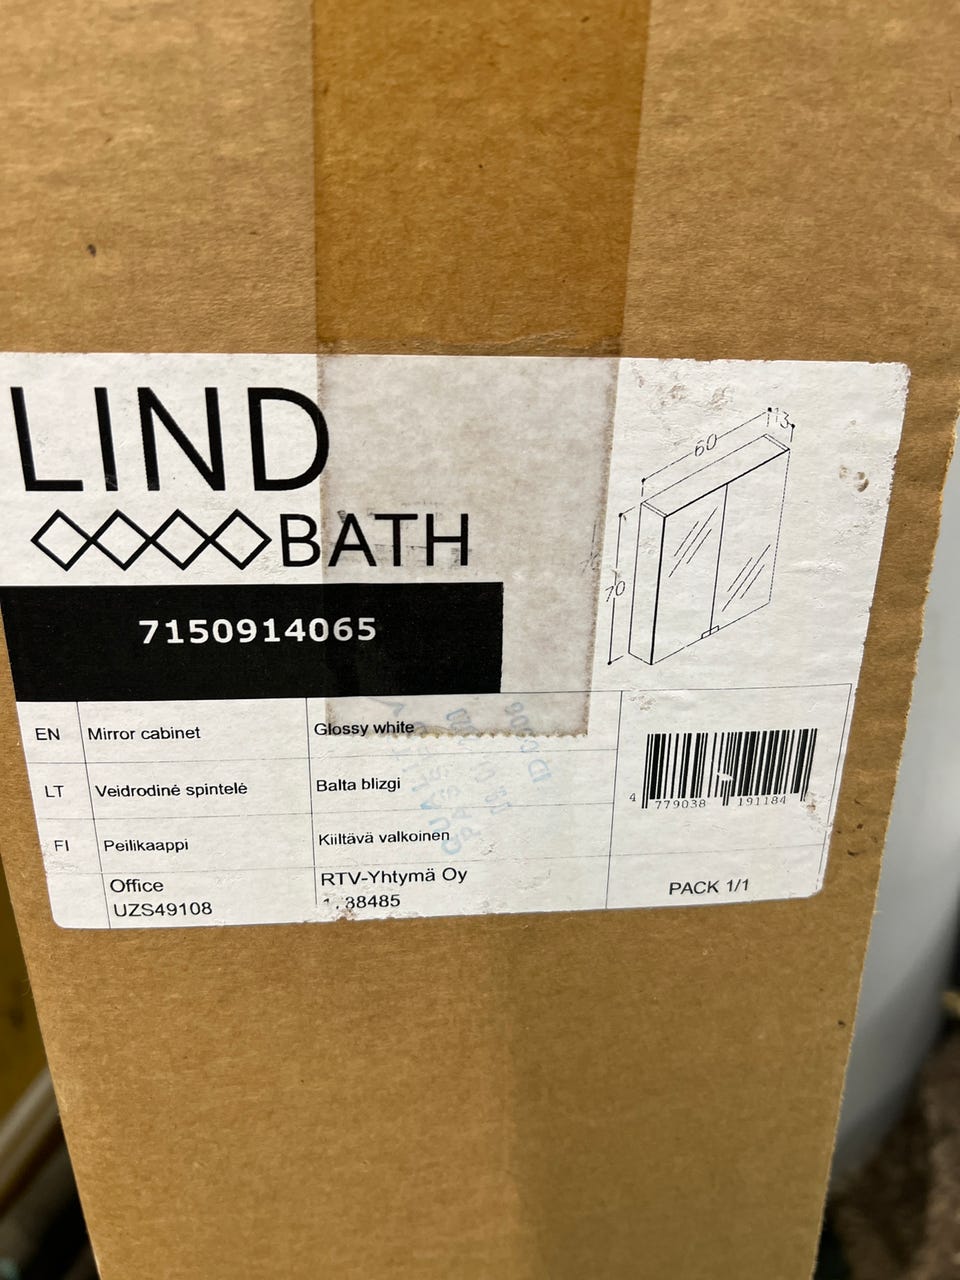 LIND
BATH
7150914065
60
13
70
EN Mirror cabinet Glossy white
LT Veidrodinė spintelė Balta blizgi
FI Peilikaappi Kiiltävä valkoinen
Office RTV-Yhtymä Oy
UZS49108 88485
4 779038 191184
PACK 1/1